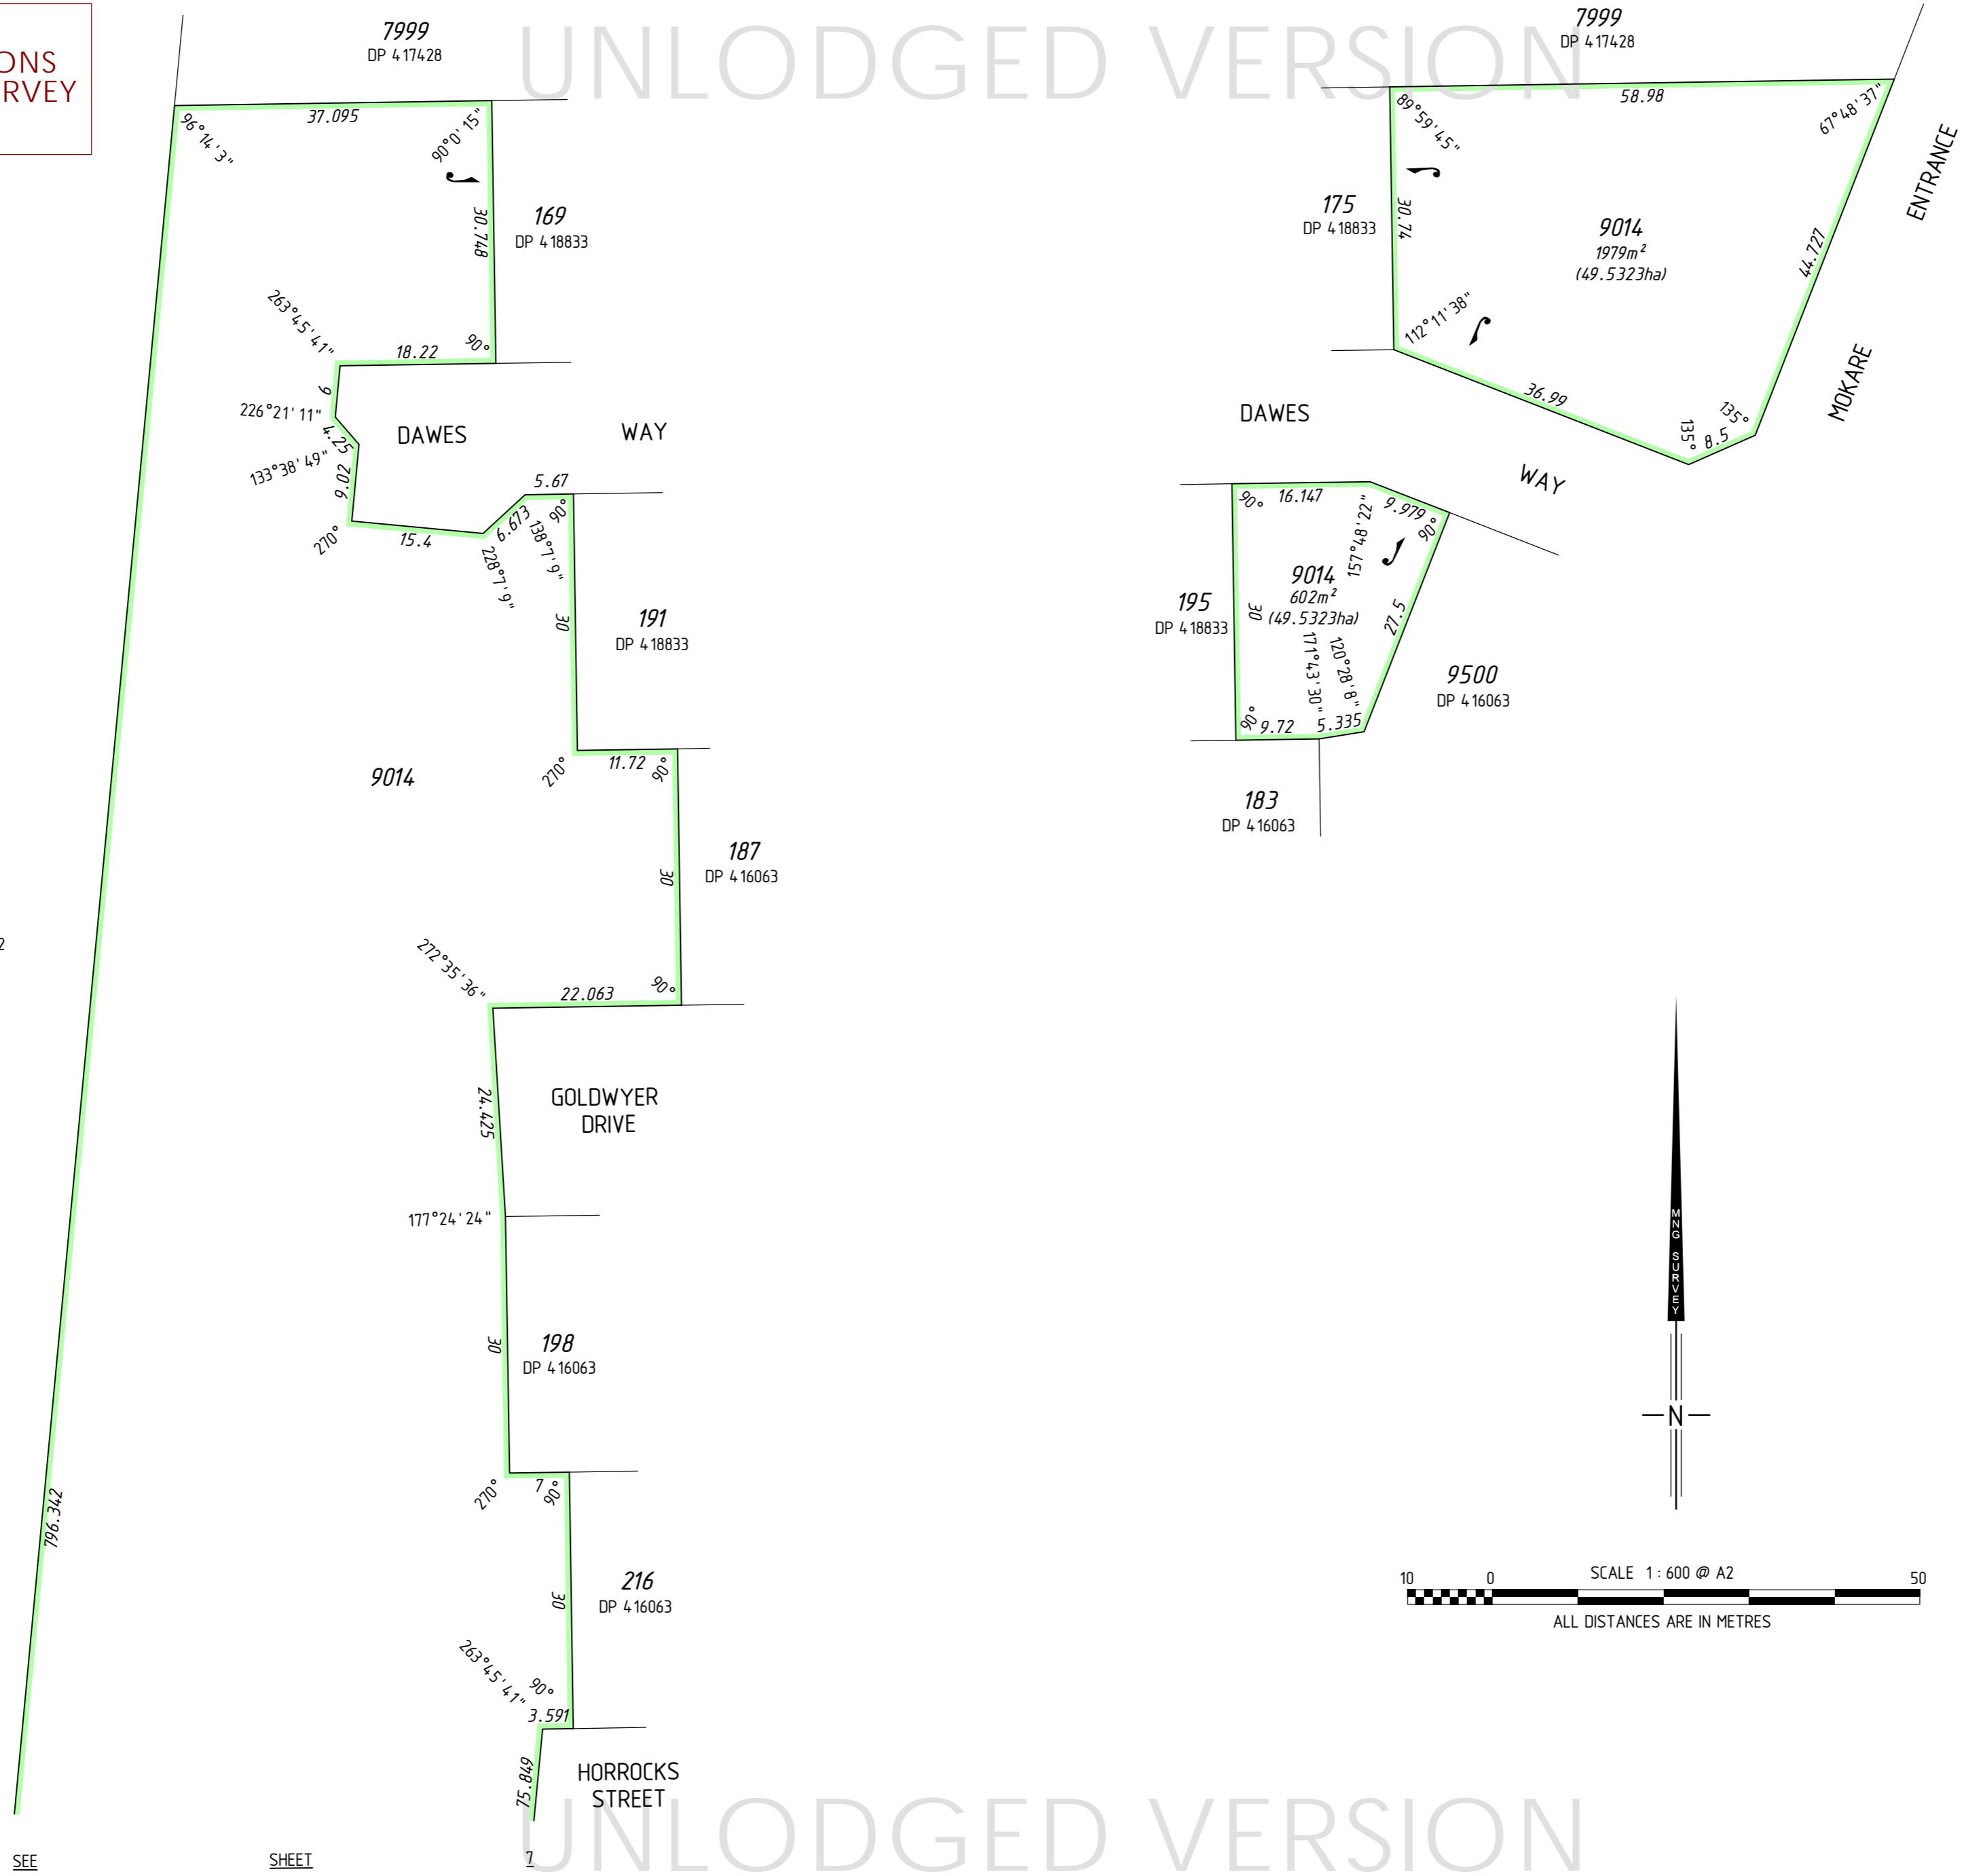 UNLODGED VERSION
ONS
RVEY
7999
DP 417428
37.095
96°14'3"
90°0'15"
30.748
169
DP 418833
263°45'41"
18.22
90°
9
226°21'11"
4.25
133°38'49"
9.02
DAWES
WAY
270°
15.4
6.673
5.67
90°
138°7'9"
228°7'9"
30
191
DP 418833
9014
270°
11.72
90°
187
DP 416063
30
272°35'36"
22.063
90°
24.425
GOLDWYER
DRIVE
177°24'24"
30
198
DP 416063
270°
7
90°
216
DP 416063
30
263°45'41"
90°
3.591
75.849
HORROCKS
STREET
796.342
2
7999
DP 417428
58.98
89°59'45"
67°48'37"
175
DP 418833
30.74
9014
1979m²
(49.5323ha)
44.727
ENTRANCE
MOKARE
112°11'38"
36.99
135°
8.5
135°
DAWES
WAY
90°
16.147
157°48'22"
9.979
90°
9014
602m²
(49.5323ha)
195
DP 418833
30
27.5
171°43'30"
120°28'8"
90°
9.72
5.335
9500
DP 416063
183
DP 416063
MNG SURVEY
N
SCALE 1:600 @ A2
10 0 50
ALL DISTANCES ARE IN METRES
UNLODGED VERSION
SEE SHEET 7